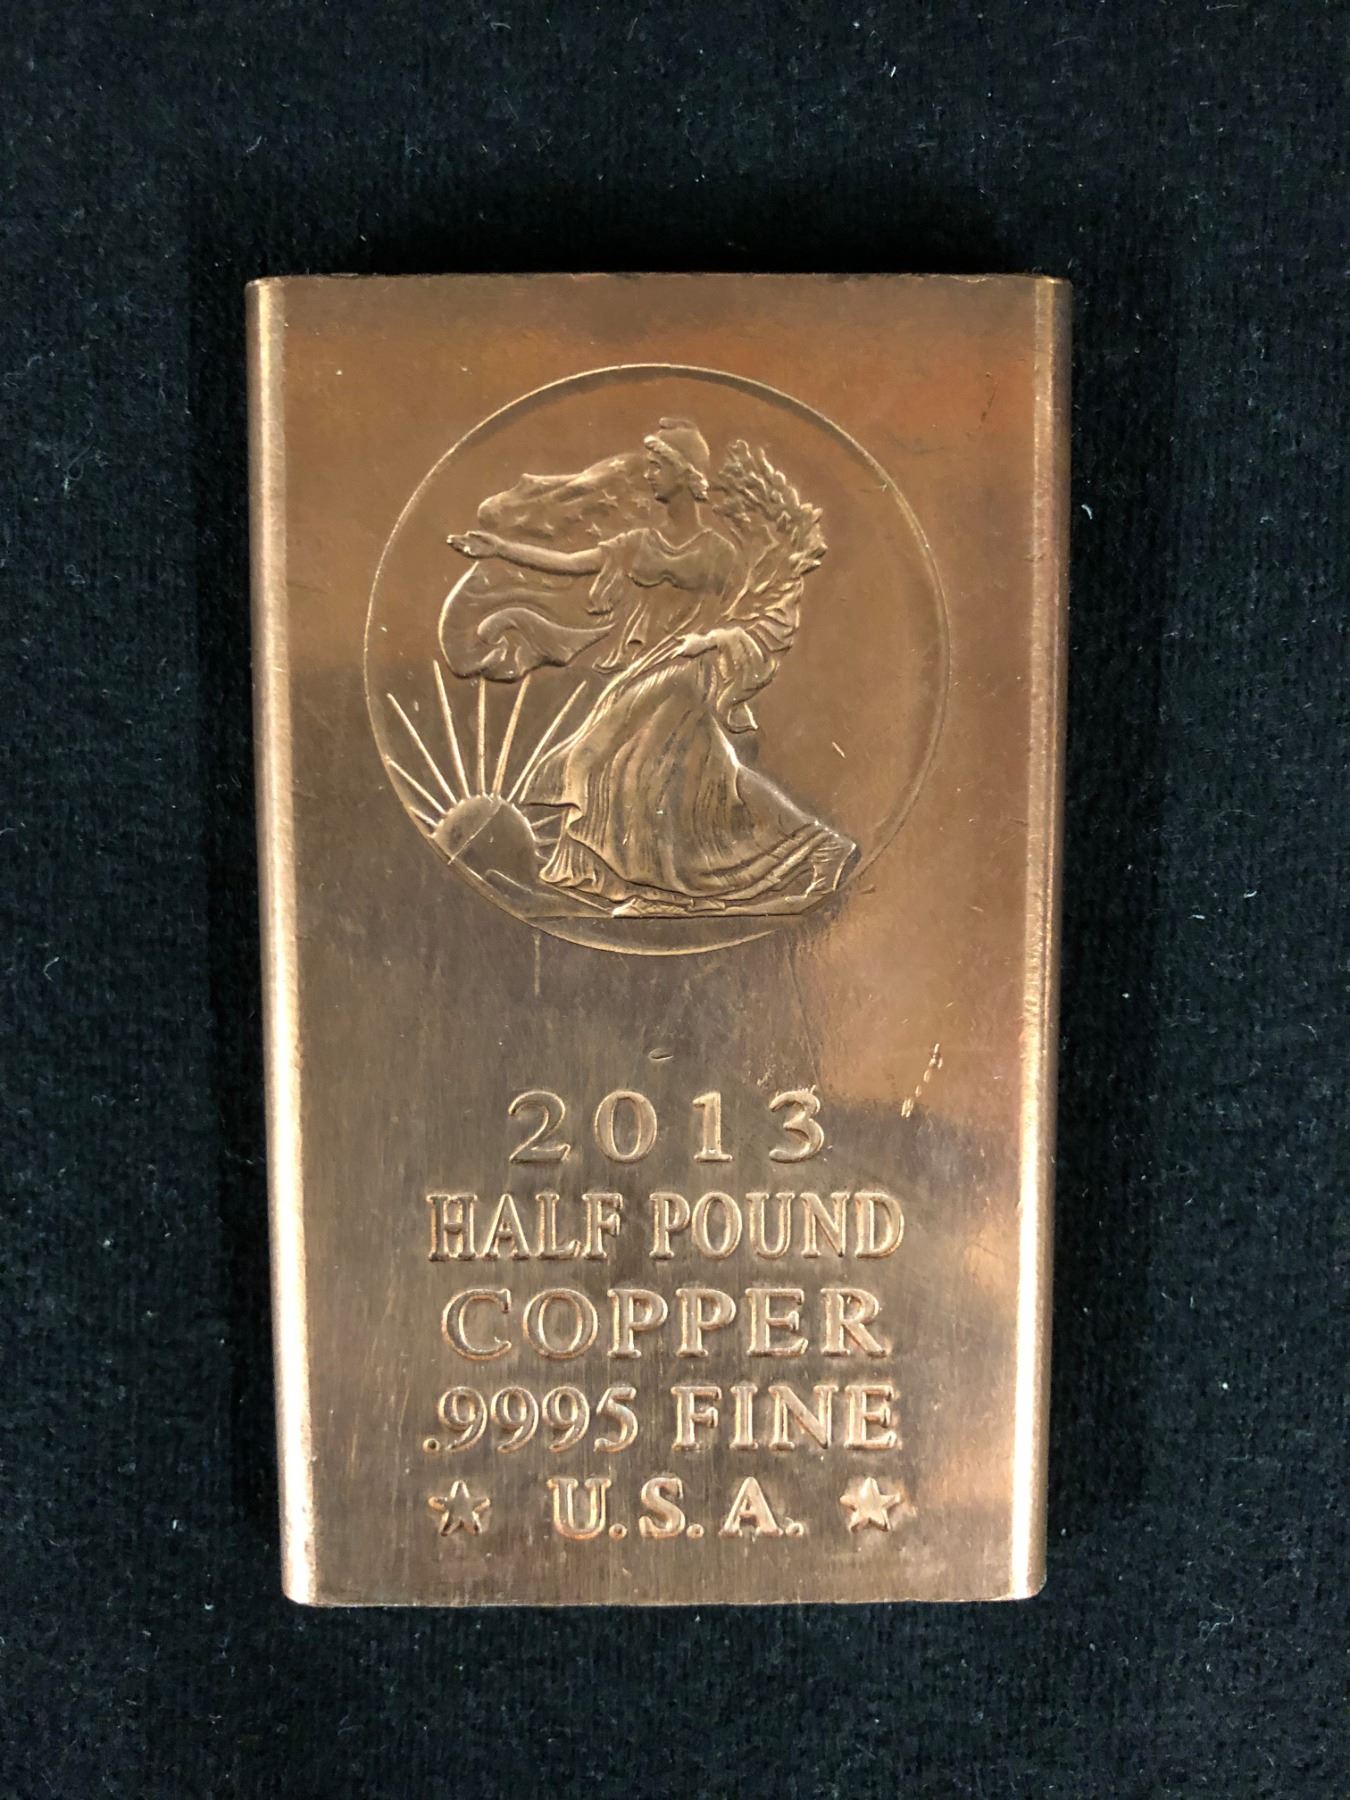 2013
HALF POUND
COPPER
.9995 FINE
★ U.S.A. ★